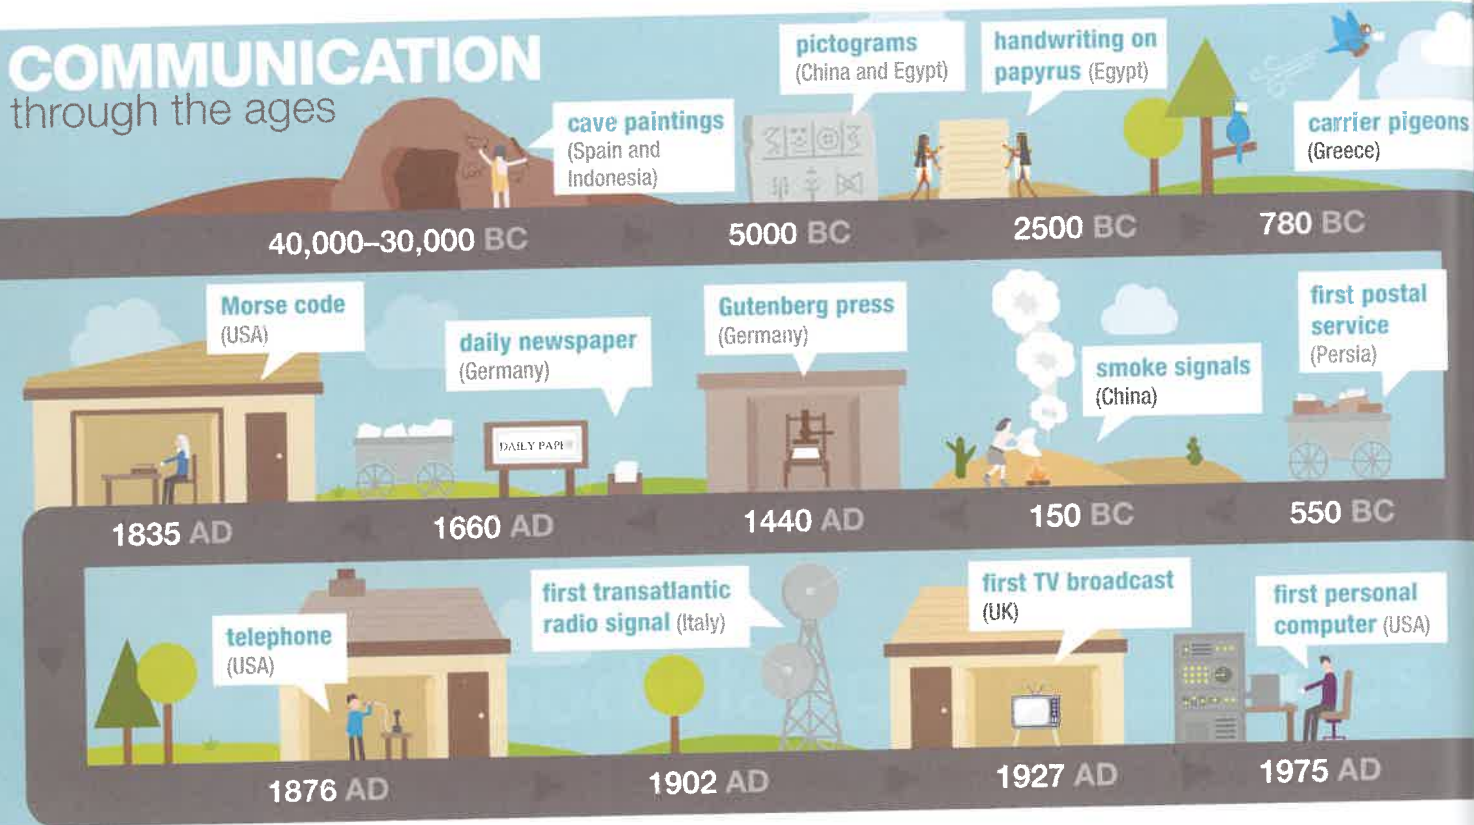 COMMUNICATION
through the ages
cave paintings
(Spain and
Indonesia)
pictograms
(China and Egypt)
handwriting on
papyrus (Egypt)
carrier pigeons
(Greece)
40,000–30,000 BC
5000 BC
2500 BC
780 BC
first postal
service
(Persia)
smoke signals
(China)
Gutenberg press
(Germany)
daily newspaper
(Germany)
DAILY PAPE
Morse code
(USA)
550 BC
150 BC
1440 AD
1660 AD
1835 AD
telephone
(USA)
first transatlantic
radio signal (Italy)
first TV broadcast
(UK)
first personal
computer (USA)
1876 AD
1902 AD
1927 AD
1975 AD